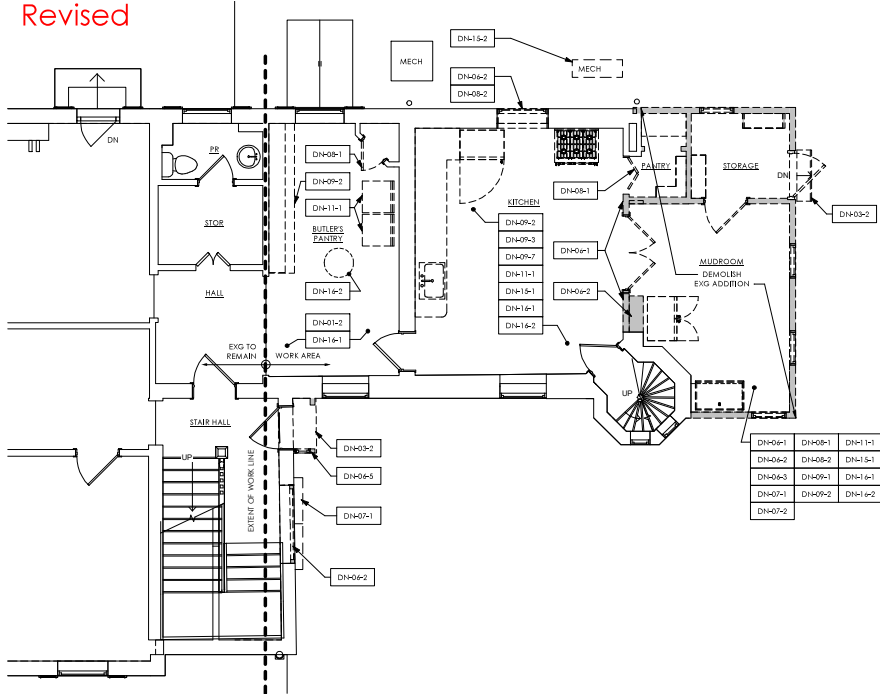 Revised
DN-15-2
MECH
MECH
DN-06-2
DN-08-2
DN
PR
DN-08-1
DN-09-2
DN-11-1
BUTLER'S
PANTRY
DN-16-2
DN-01-2
DN-16-1
STOR
HALL
EXG TO
REMAIN
WORK AREA
KITCHEN
DN-09-2
DN-09-3
DN-09-7
DN-11-1
DN-15-1
DN-16-1
DN-16-2
DN-08-1
PANTRY
STORAGE
DN
DN-03-2
DN-06-1
DN-06-2
MUDROOM
DEMOLISH
EXG ADDITION
UP
STAIR HALL
UP
EXTENT OF WORK LINE
DN-03-2
DN-06-5
DN-07-1
DN-06-2
DN-06-1 DN-08-1 DN-11-1
DN-06-2 DN-08-2 DN-15-1
DN-06-3 DN-09-1 DN-16-1
DN-07-1 DN-09-2 DN-16-2
DN-07-2